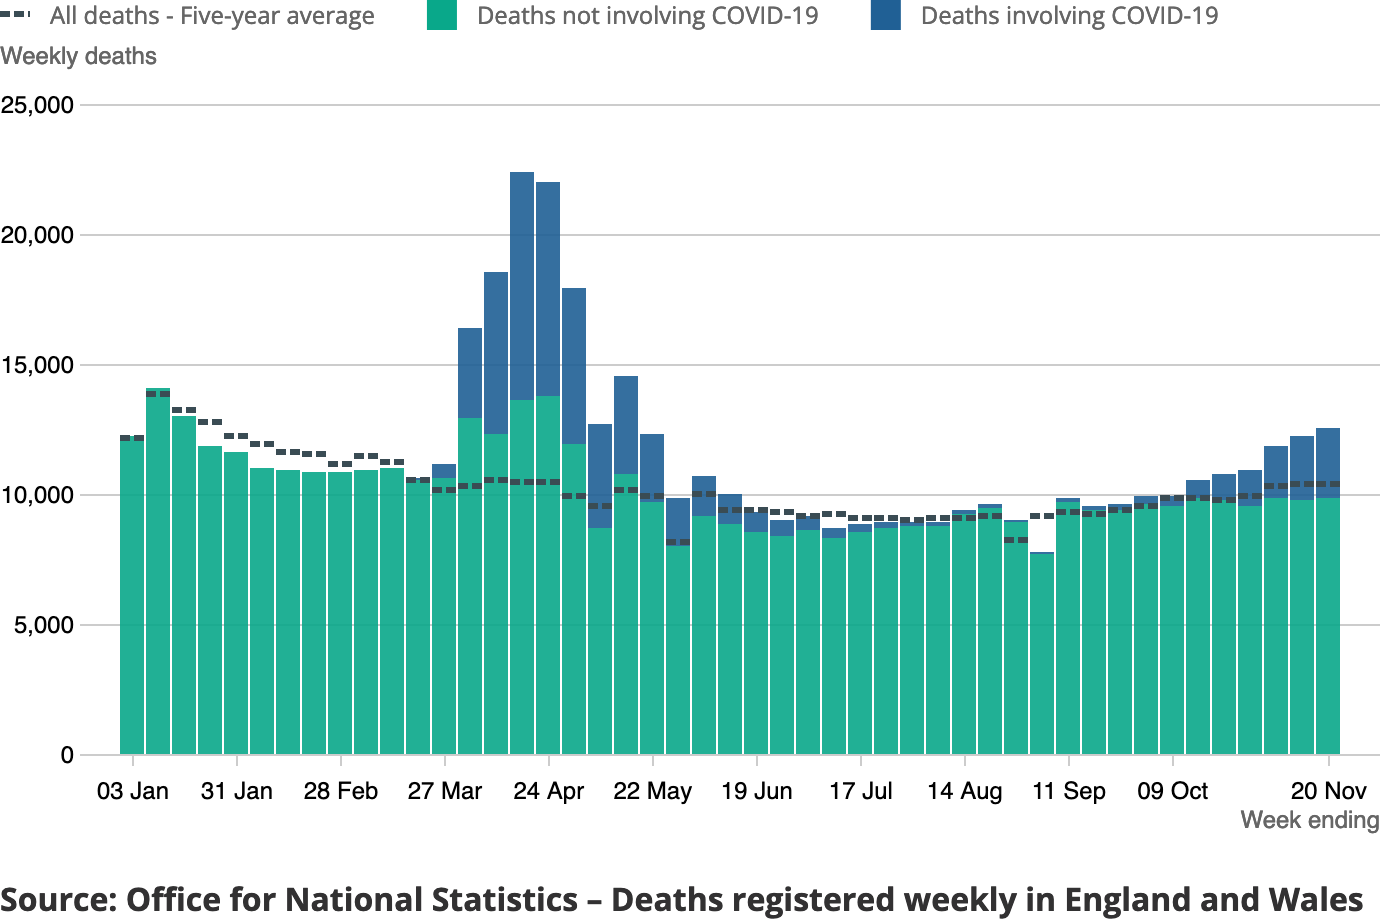 All deaths - Five-year average Deaths not involving COVID-19 Deaths involving COVID-19
Weekly deaths
25,000
20,000
15,000
10,000
5,000
0
03 Jan 31 Jan 28 Feb 27 Mar 24 Apr 22 May 19 Jun 17 Jul 14 Aug 11 Sep 09 Oct 20 Nov
Week ending
Source: Office for National Statistics – Deaths registered weekly in England and Wales